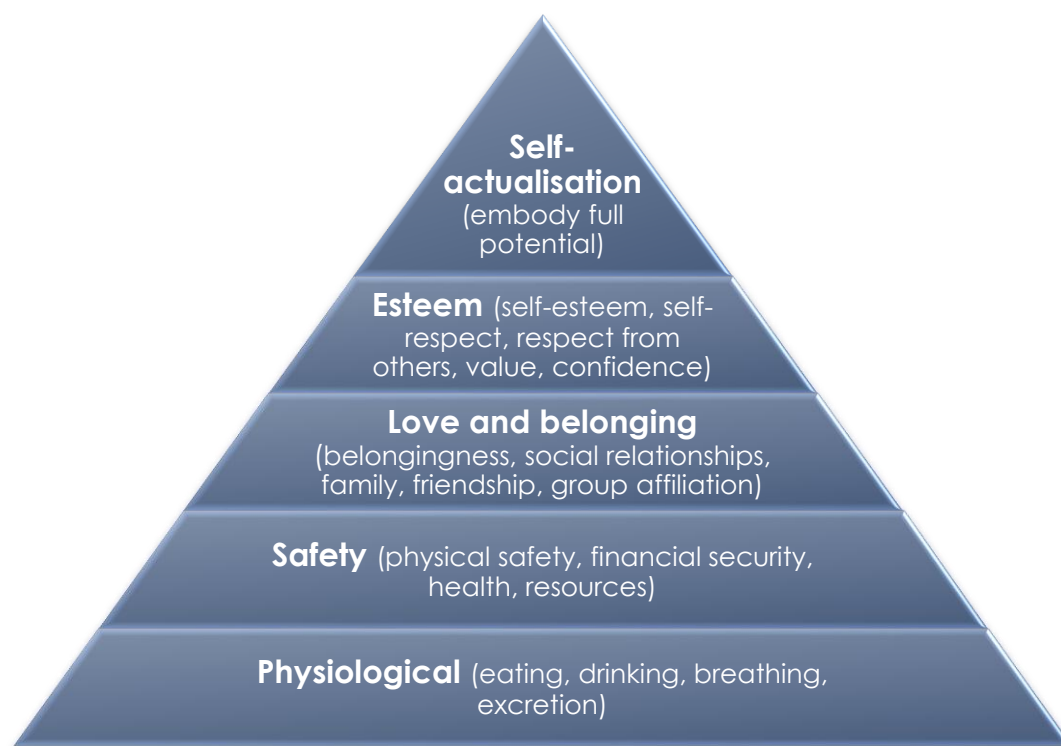 Self-
actualisation
(embody full
potential)
Esteem (self-esteem, self-
respect, respect from
others, value, confidence)
Love and belonging
(belongingness, social relationships,
family, friendship, group affiliation)
Safety (physical safety, financial security,
health, resources)
Physiological (eating, drinking, breathing,
excretion)